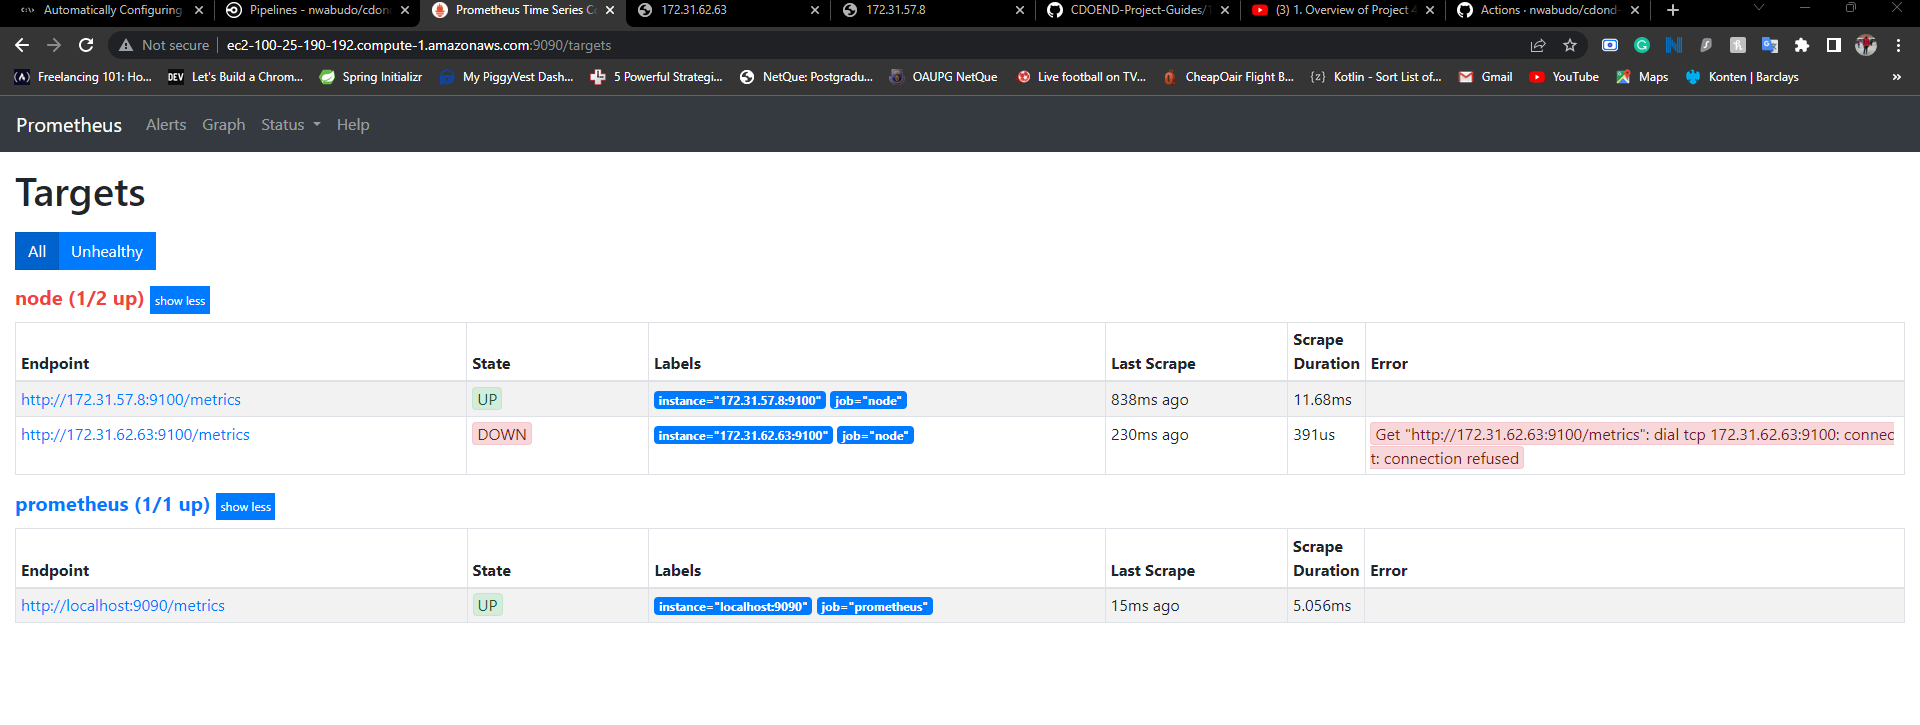 Automatically Configuring
Pipelines - nwabudo/cdon
Prometheus Time Series C
172.31.62.63
172.31.57.8
CDOEND-Project-Guides/
(3) 1. Overview of Project
Actions · nwabudo/cdond
Not secure
ec2-100-25-190-192.compute-1.amazonaws.com:9090/targets
Freelancing 101: Ho...
DEV
Let's Build a Chrom...
Spring Initializr
My PiggyVest Dash...
5 Powerful Strategi...
NetQue: Postgradu...
OAUPG NetQue
Live football on TV...
CheapOair Flight B...
Kotlin - Sort List of...
Gmail
YouTube
Maps
Konten | Barclays
»
Prometheus
Alerts
Graph
Status
Help
Targets
All
Unhealthy
node (1/2 up) show less
Endpoint State Labels Last Scrape Scrape Duration Error
http://172.31.57.8:9100/metrics UP instance="172.31.57.8:9100" job="node" 838ms ago 11.68ms
http://172.31.62.63:9100/metrics DOWN instance="172.31.62.63:9100" job="node" 230ms ago 391us Get "http://172.31.62.63:9100/metrics": dial tcp 172.31.62.63:9100: connec
t: connection refused
prometheus (1/1 up) show less
Endpoint State Labels Last Scrape Scrape Duration Error
http://localhost:9090/metrics UP instance="localhost:9090" job="prometheus" 15ms ago 5.056ms